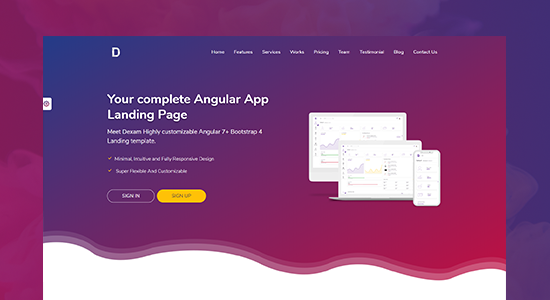 D
Home Features Services Works Pricing Team Testimonial Blog Contact Us
Your complete Angular App
Landing Page
Meet Dexam Highly customizable Angular 7+ Bootstrap 4
Landing template.
Minimal, Intuitive and Fully Responsive Design
Super Flexible And Customizable
SIGN IN SIGN UP